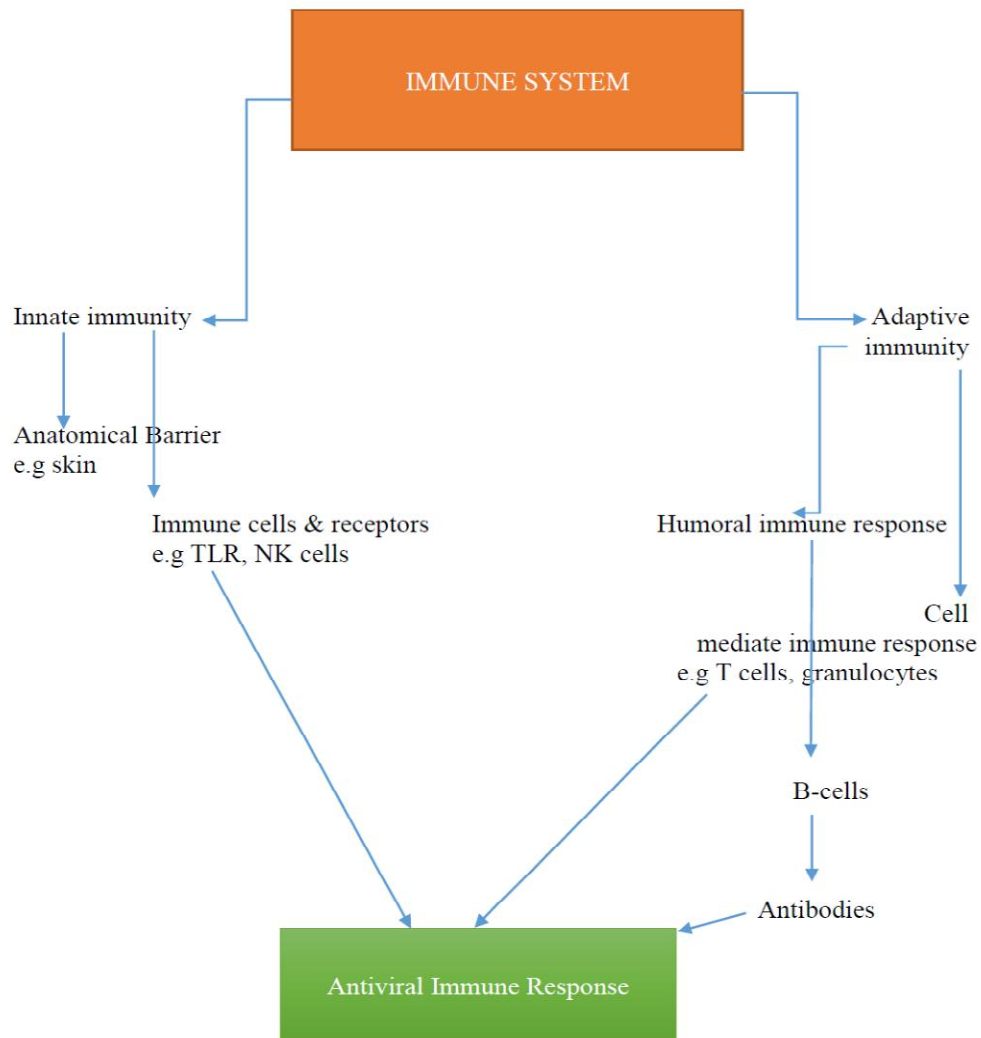 IMMUNE SYSTEM
Innate immunity
Adaptive
immunity
Anatomical Barrier
e.g skin
Immune cells & receptors
e.g TLR, NK cells
Humoral immune response
Cell
mediate immune response
e.g T cells, granulocytes
B-cells
Antibodies
Antiviral Immune Response